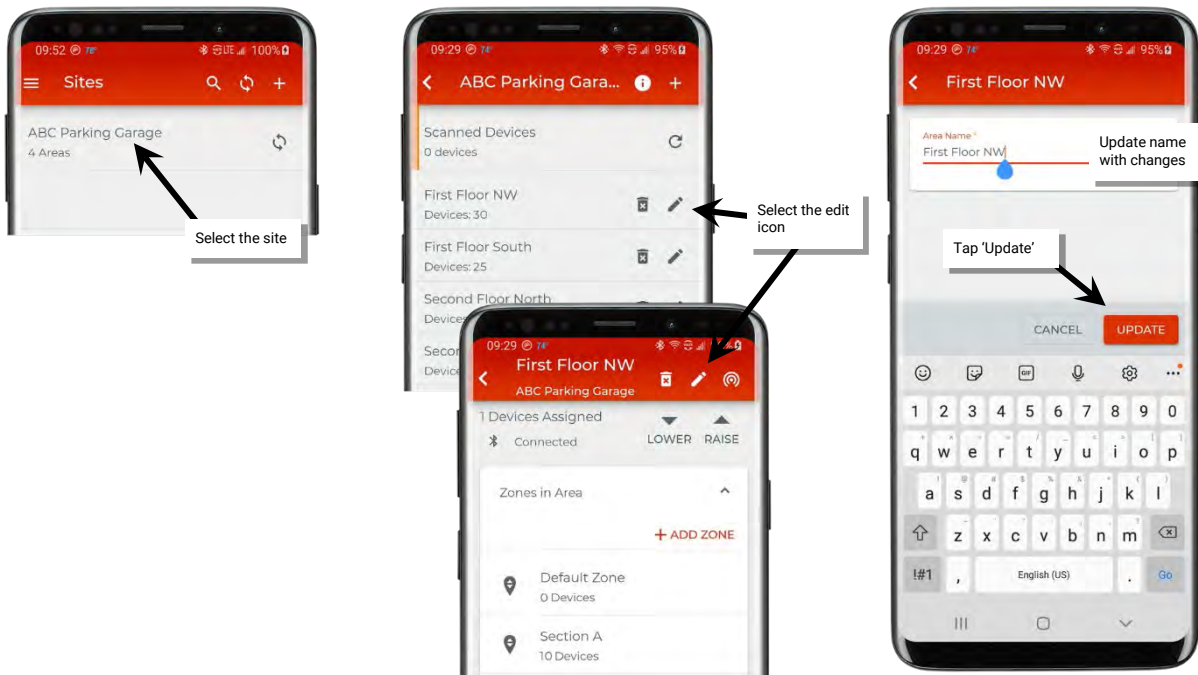 09:52 78° LTE 100%
Sites
ABC Parking Garage
4 Areas
Select the site
09:29 74° 95%
ABC Parking Gara...
Scanned Devices
0 devices
First Floor NW
Devices: 30
First Floor South
Devices: 25
Second Floor North
Select the edit
icon
09:29 74°
First Floor NW
ABC Parking Garage
1 Devices Assigned
Connected
LOWER RAISE
Zones in Area
+ ADD ZONE
Default Zone
0 Devices
Section A
10 Devices
09:29 74° 95%
First Floor NW
Area Name *
First Floor NW
Update name
with changes
Tap ‘Update’
CANCEL UPDATE
GIF
1 2 3 4 5 6 7 8 9 0
q w e r t y u i o p
a s d f g h j k l
z x c v b n m
!#1 , English (US) . Go